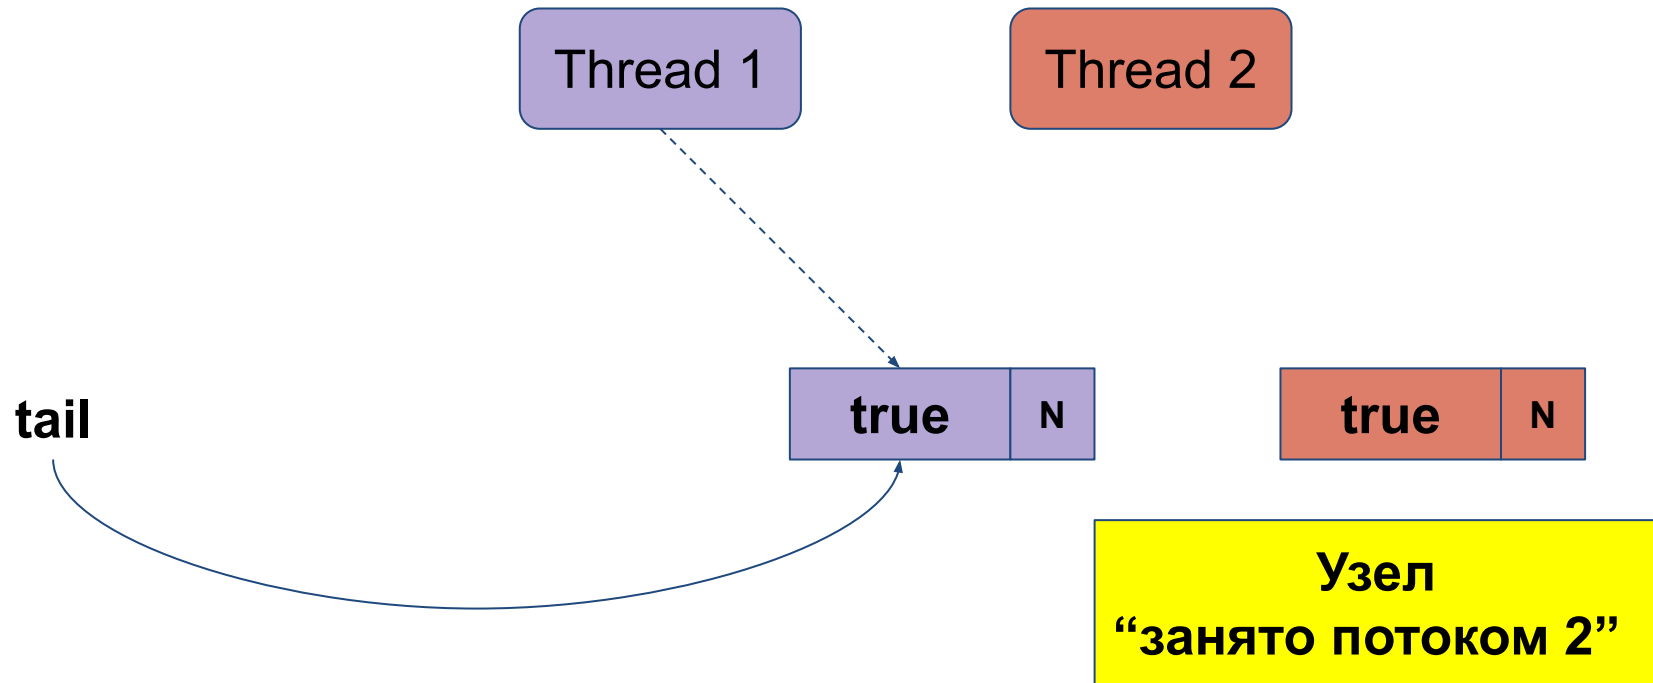 Thread 1
Thread 2
tail
true
N
true
N
Узел
“занято потоком 2”